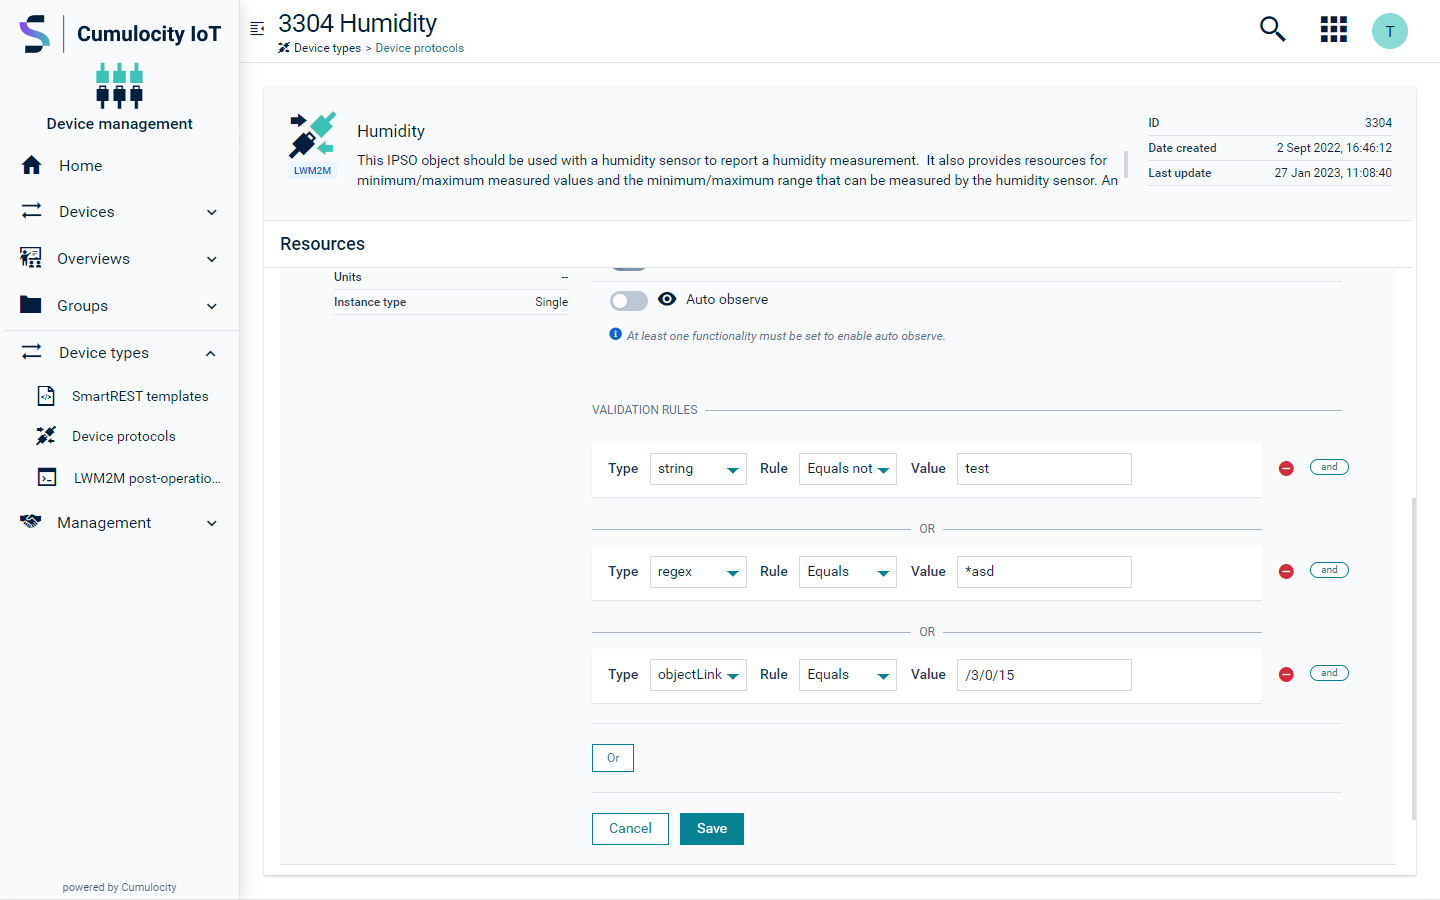 Cumulocity IoT
Device management
Home
Devices
Overviews
Groups
Device types
SmartREST templates
Device protocols
LWM2M post-operatio...
Management
powered by Cumulocity
3304 Humidity
Device types > Device protocols
T
LWM2M
Humidity
This IPSO object should be used with a humidity sensor to report a humidity measurement. It also provides resources for
minimum/maximum measured values and the minimum/maximum range that can be measured by the humidity sensor. An
ID 3304
Date created 2 Sept 2022, 16:46:12
Last update 27 Jan 2023, 11:08:40
Resources
Units --
Instance type Single
Auto observe
At least one functionality must be set to enable auto observe.
VALIDATION RULES
Type string Rule Equals not Value test and
OR
Type regex Rule Equals Value *asd and
OR
Type objectLink Rule Equals Value /3/0/15 and
Or
Cancel Save